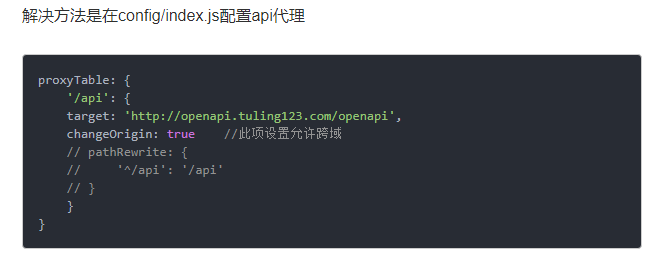 解决方法是在config/index.js配置api代理
proxyTable: {
    '/api': {
    target: 'http://openapi.tuling123.com/openapi',
    changeOrigin: true    //此项设置允许跨域
    // pathRewrite: {
    //     '^/api': '/api'
    // }
    }
}